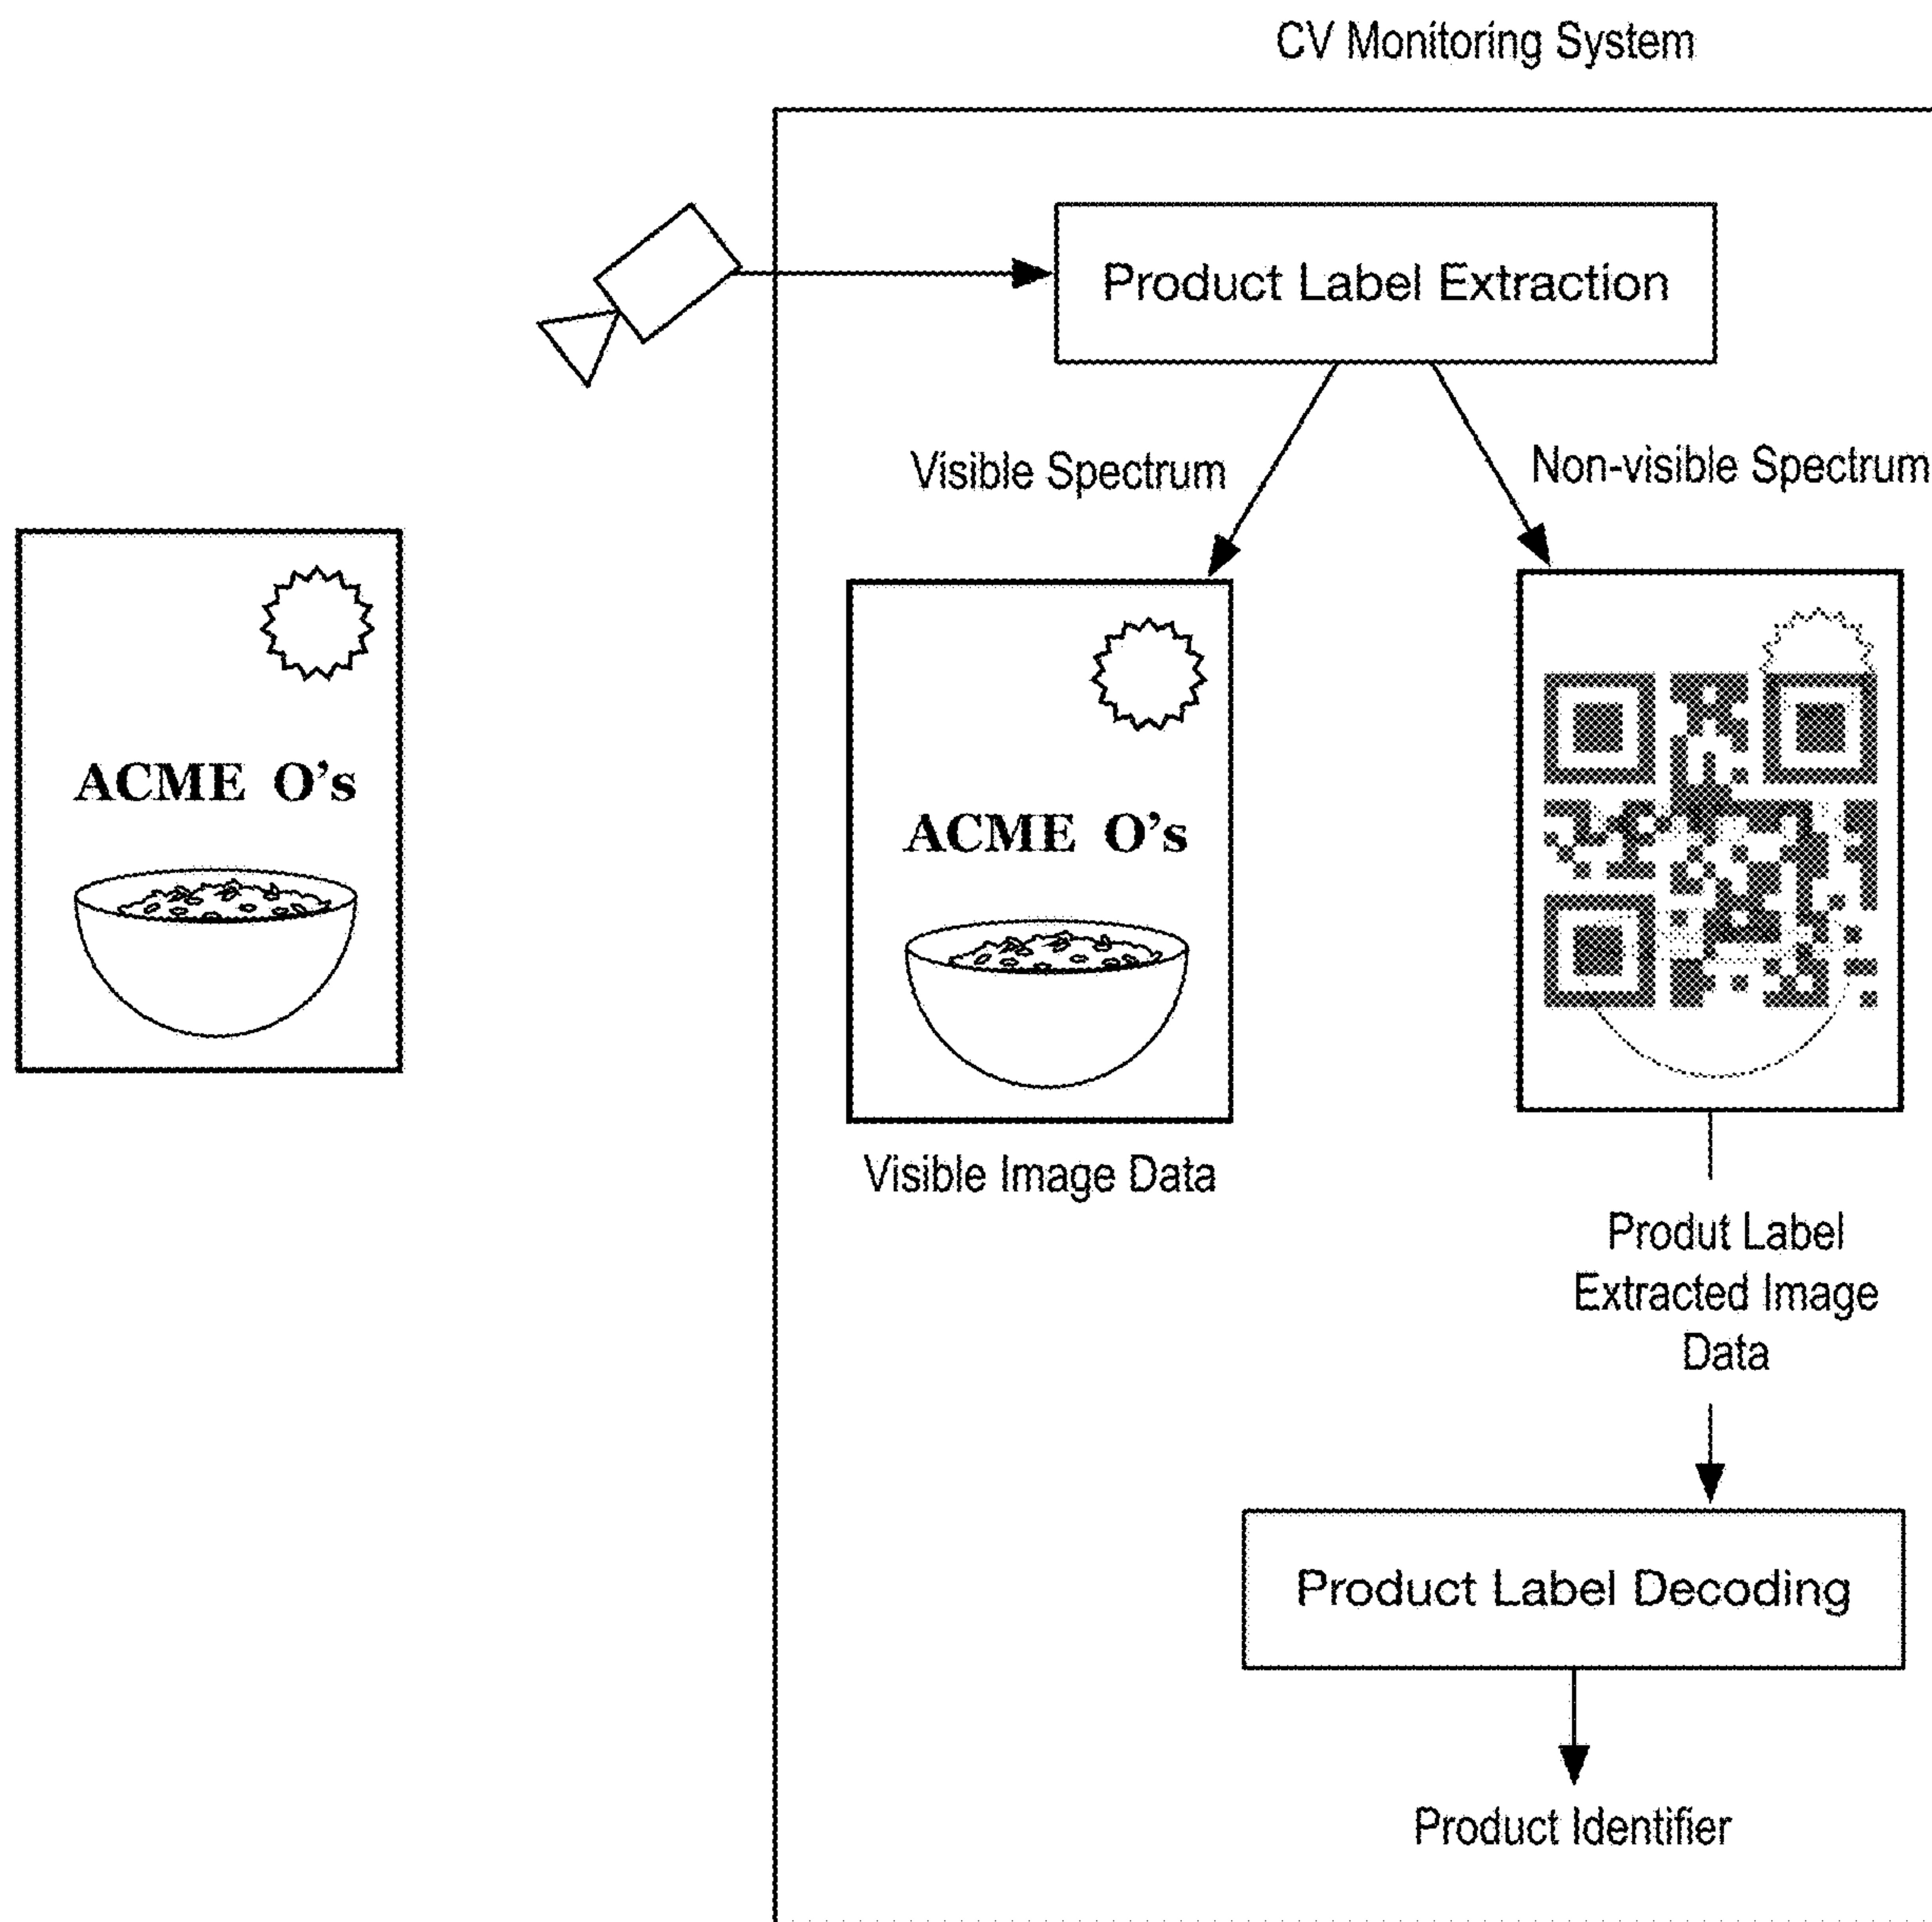 CV Monitoring System
Product Label Extraction
Visible Spectrum
Non-visible Spectrum
ACME O's
ACME O's
Visible Image Data
Produt Label
Extracted Image
Data
Product Label Decoding
Product Identifier